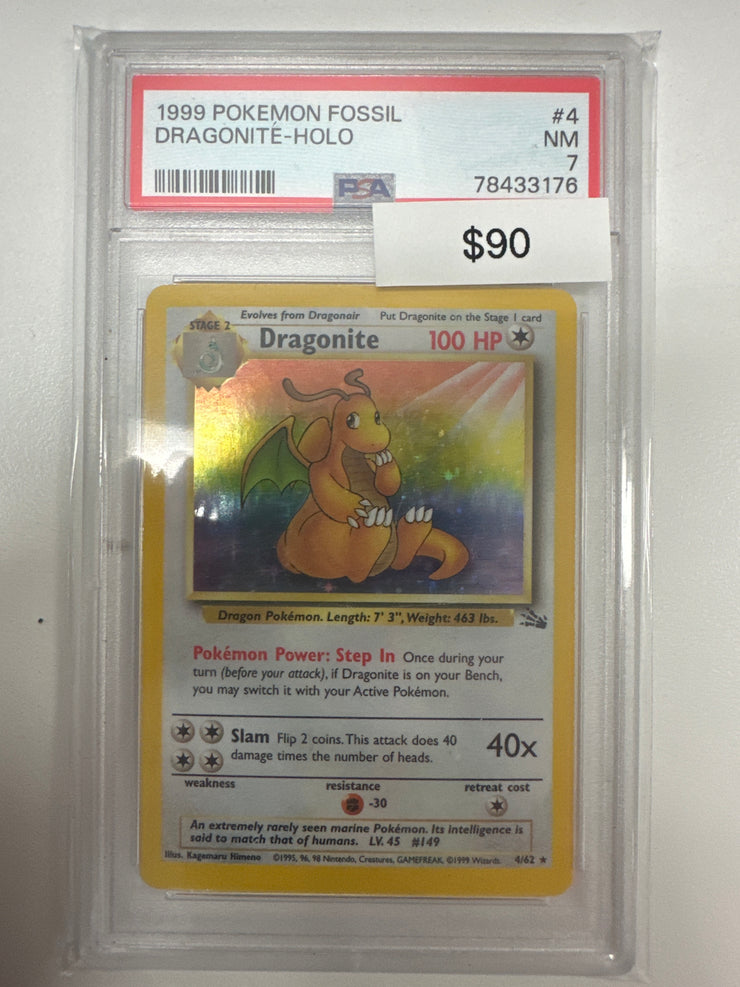 1999 POKEMON FOSSIL #4
DRAGONITE-HOLO NM
7
PSA 78433176
$90
STAGE 2 Evolves from Dragonair Put Dragonite on the Stage 1 card
Dragonite 100 HP
Dragon Pokémon. Length: 7' 3", Weight: 463 lbs.
Pokémon Power: Step In Once during your
turn (before your attack), if Dragonite is on your Bench,
you may switch it with your Active Pokémon.
Slam Flip 2 coins. This attack does 40
damage times the number of heads.
40x
weakness resistance retreat cost
-30
An extremely rarely seen marine Pokémon. Its intelligence is
said to match that of humans. LV. 45 #149
Illus. Kagemaru Himeno ©1995, 96, 98 Nintendo, Creatures, GAMEFREAK. ©1999 Wizards. 4/62 ★